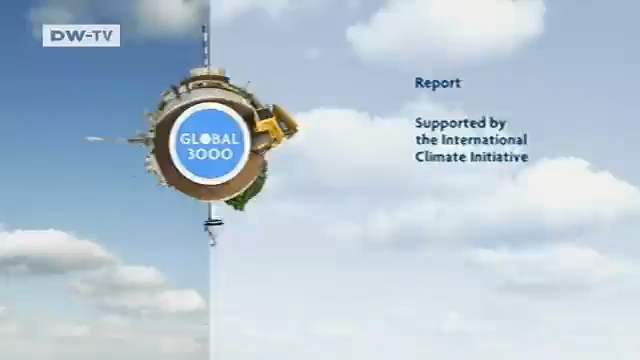 DW-TV
GLOBAL
3000
Report
Supported by
the International
Climate Initiative